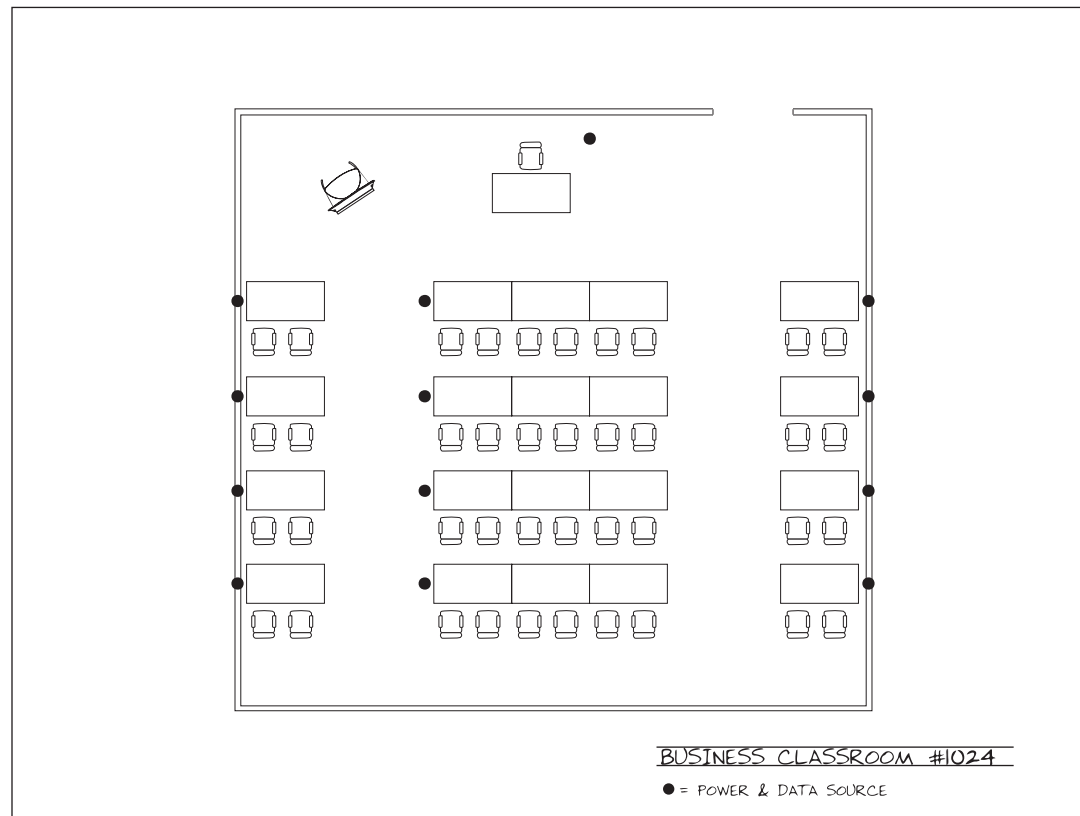 BUSINESS CLASSROOM #1024
= POWER & DATA SOURCE